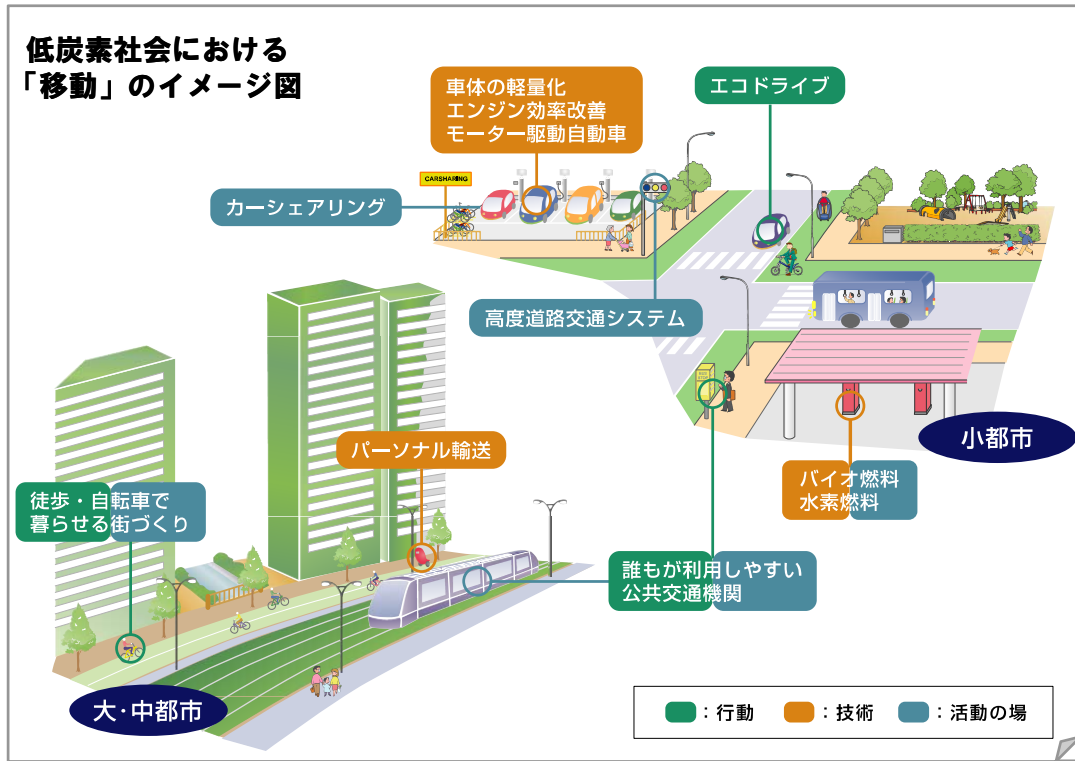 低炭素社会における
「移動」のイメージ図
車体の軽量化
エンジン効率改善
モーター駆動自動車
エコドライブ
CARSHARING
カーシェアリング
高度道路交通システム
小都市
パーソナル輸送
バイオ燃料
水素燃料
徒歩・自転車で
暮らせる街づくり
誰もが利用しやすい
公共交通機関
大・中都市
：行動
：技術
：活動の場